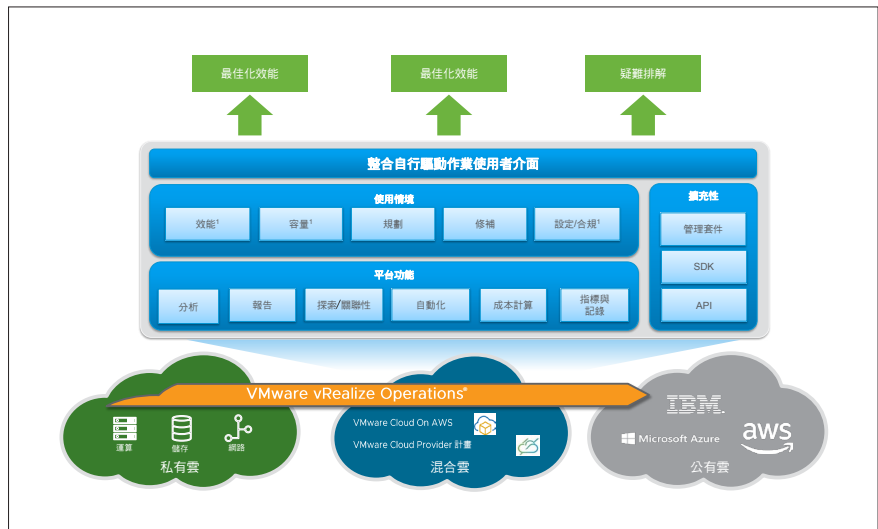 最佳化效能
最佳化效能
疑難排解
整合自行驅動作業使用者介面
使用情境
效能¹
容量¹
規劃
修補
設定/合規¹
擴充性
管理套件
SDK
API
平台功能
分析
報告
探索/關聯性
自動化
成本計算
指標與
記錄
VMware vRealize Operations®
運算
儲存
網路
私有雲
VMware Cloud On AWS
VMware Cloud Provider 計畫
混合雲
IBM.
Microsoft Azure
aws
公有雲